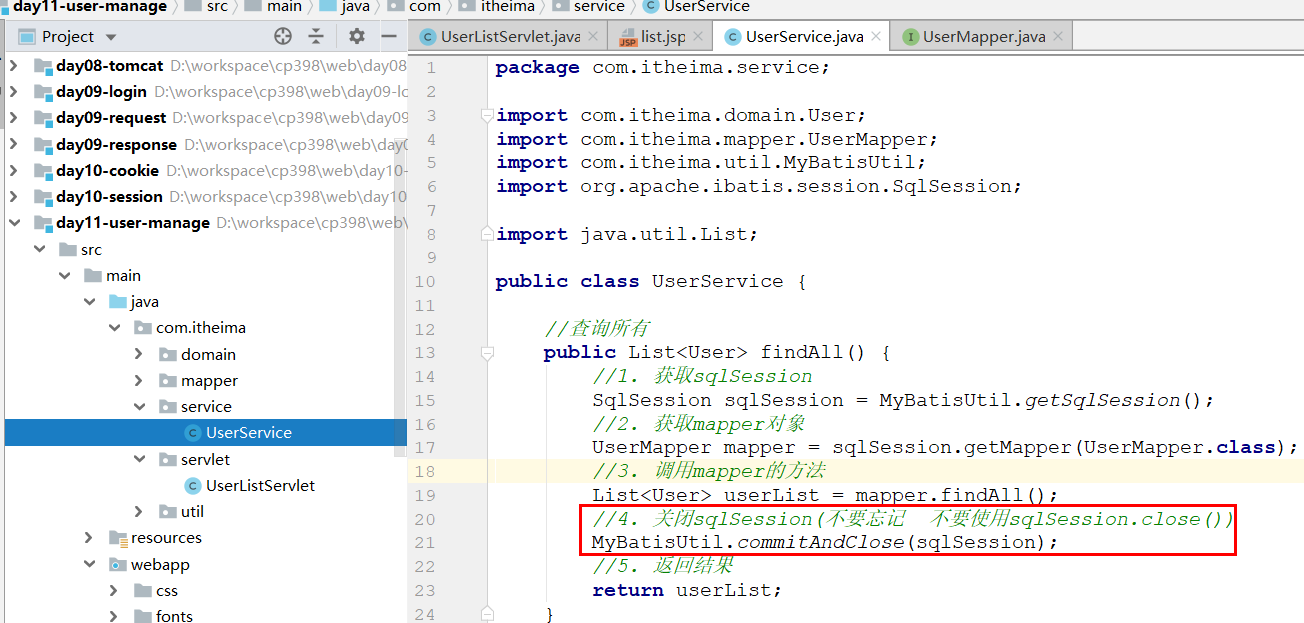 day11-user-manage src main java com itheima service UserService
Project
UserListServlet.java list.jsp UserService.java UserMapper.java
day08-tomcat D:\workspace\cp398\web\day08
day09-login D:\workspace\cp398\web\day09-lo
day09-request D:\workspace\cp398\web\day09
day09-response D:\workspace\cp398\web\day0
day10-cookie D:\workspace\cp398\web\day10-
day10-session D:\workspace\cp398\web\day10
day11-user-manage D:\workspace\cp398\web\
src
main
java
com.itheima
domain
mapper
service
UserService
servlet
UserListServlet
util
resources
webapp
css
fonts
1 package com.itheima.service;
2
3 import com.itheima.domain.User;
4 import com.itheima.mapper.UserMapper;
5 import com.itheima.util.MyBatisUtil;
6 import org.apache.ibatis.session.SqlSession;
7
8 import java.util.List;
9
10 public class UserService {
11
12 //查询所有
13 public List<User> findAll() {
14 //1. 获取sqlSession
15 SqlSession sqlSession = MyBatisUtil.getSqlSession();
16 //2. 获取mapper对象
17 UserMapper mapper = sqlSession.getMapper(UserMapper.class);
18 //3. 调用mapper的方法
19 List<User> userList = mapper.findAll();
20 //4. 关闭sqlSession(不要忘记 不要使用sqlSession.close())
21 MyBatisUtil.commitAndClose(sqlSession);
22 //5. 返回结果
23 return userList;
24 }